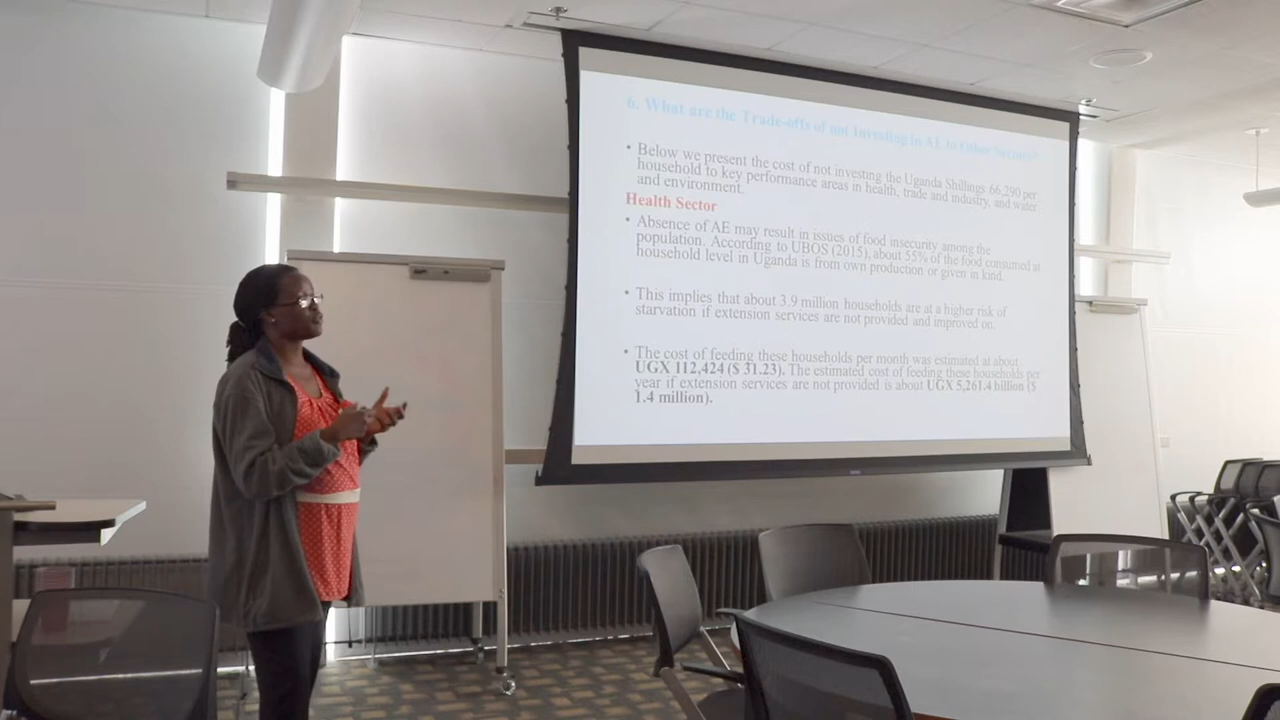 6. What are the Trade-offs of not Investing in AE to Other Sectors?
• Below we present the cost of not investing the Uganda Shillings 66,290 per
household to key performance areas in health, trade and industry, and water
and environment.
Health Sector
• Absence of AE may result in issues of food insecurity among the
population. According to UBOS (2015), about 55% of the food consumed at
household level in Uganda is from own production or given in kind.
• This implies that about 3.9 million households are at a higher risk of
starvation if extension services are not provided and improved on.
• The cost of feeding these households per month was estimated at about
UGX 112,424 ($ 31.23). The estimated cost of feeding these households per
year if extension services are not provided is about UGX 5,261.4 billion ($
1.4 million).